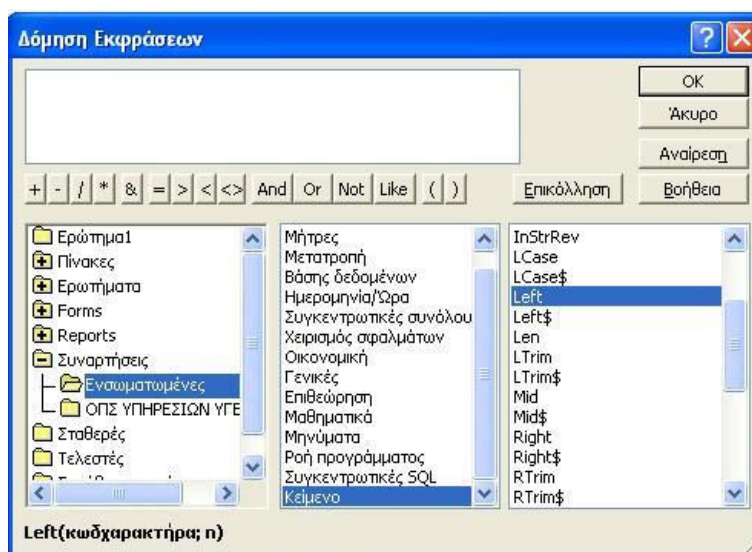 Δόμηση Εκφράσεων
OK
Άκυρο
Αναίρεση
+ - / * & = > < <> And Or Not Like ( ) Επικόλληση Βοήθεια
Ερώτημα1
Πίνακες
Ερωτήματα
Forms
Reports
Συναρτήσεις
Ενσωματωμένες
ΟΠΣ ΥΠΗΡΕΣΙΩΝ ΥΓΕ
Σταθερές
Τελεστές
Μήτρες
Μετατροπή
Βάσης δεδομένων
Ημερομηνία/Ώρα
Συγκεντρωτικές συνόλου
Χειρισμός σφαλμάτων
Οικονομική
Γενικές
Επιθεώρηση
Μαθηματικά
Μηνύματα
Ροή προγράμματος
Συγκεντρωτικές SQL
Κείμενο
InStrRev
LCase
LCase$
Left
Left$
Len
LTrim
LTrim$
Mid
Mid$
Right
Right$
RTrim
RTrim$
Left(κωδχαρακτήρα; n)